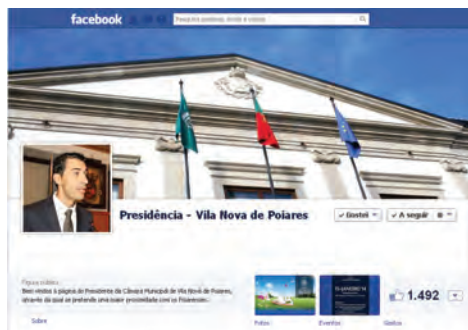 facebook
Pesquisa pessoas, locais e coisas
Presidência - Vila Nova de Poiares
Gostei
A seguir
Figura pública
Bem-vindos à página do Presidente da Câmara Municipal de Vila Nova de Poiares,
através da qual se pretende uma maior proximidade com os Poiarenses.
Sobre
Fotos
Eventos
Gostos
1.492